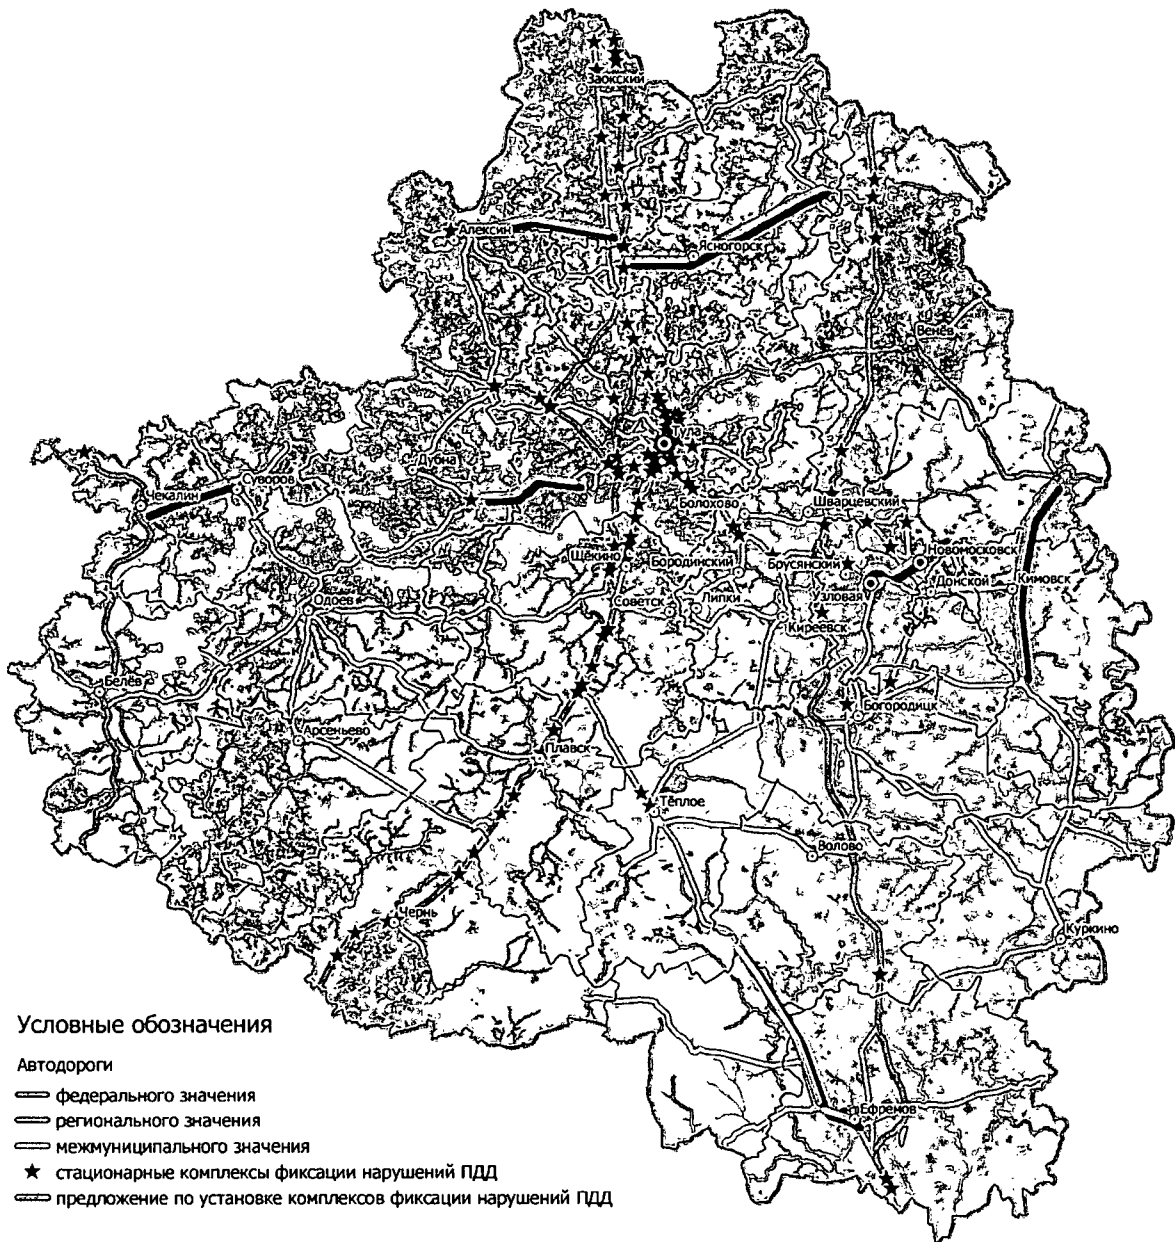 Заокский
Алексин
Ясногорск
Венёв
Тула
Дубна
Суворов
Чекалин
Болохово
Шварцевский
Щёкино
Бородинский
Брусянский
Новомосковск
Узловая
Донской
Кимовск
Одоев
Советск
Липки
Киреевск
Белёв
Богородицк
Арсеньево
Плавск
Тёплое
Волово
Чернь
Куркино
Ефремов
Условные обозначения
Автодороги
федерального значения
регионального значения
межмуниципального значения
стационарные комплексы фиксации нарушений ПДД
предложение по установке комплексов фиксации нарушений ПДД